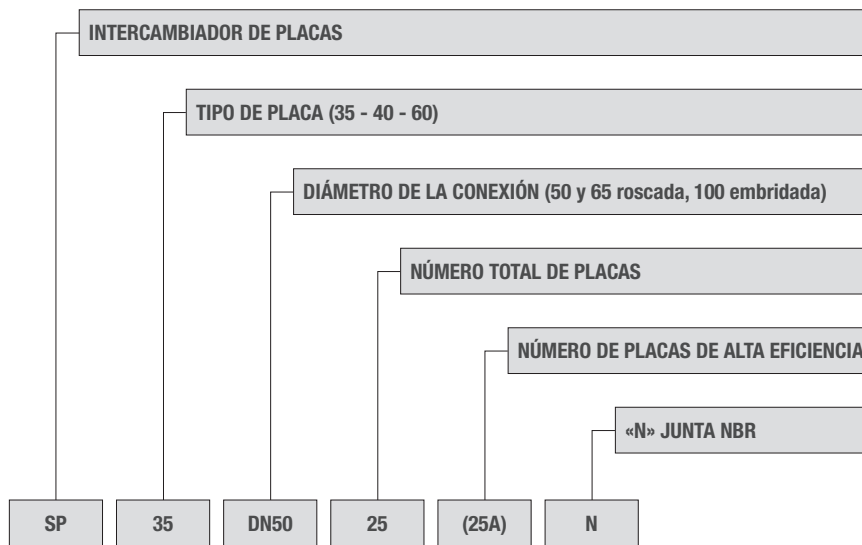 INTERCAMBIADOR DE PLACAS
TIPO DE PLACA (35 - 40 - 60)
DIÁMETRO DE LA CONEXIÓN (50 y 65 roscada, 100 embridada)
NÚMERO TOTAL DE PLACAS
NÚMERO DE PLACAS DE ALTA EFICIENCIA
«N» JUNTA NBR
SP 35 DN50 25 (25A) N